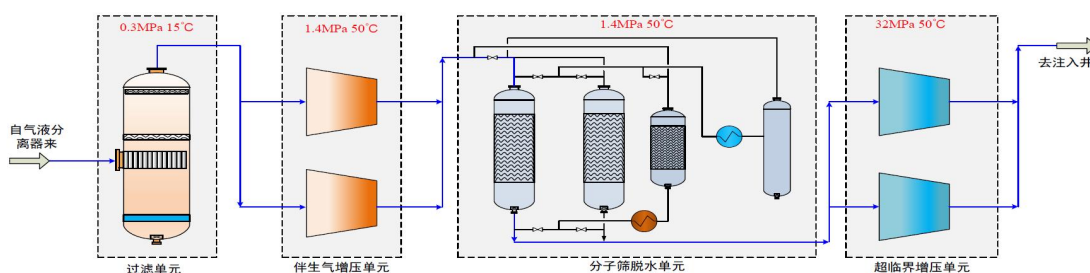 0.3MPa 15℃
1.4MPa 50℃
1.4MPa 50℃
32MPa 50℃
自气液分
离器来
去注入井
过滤单元
伴生气增压单元
分子筛脱水单元
超临界增压单元